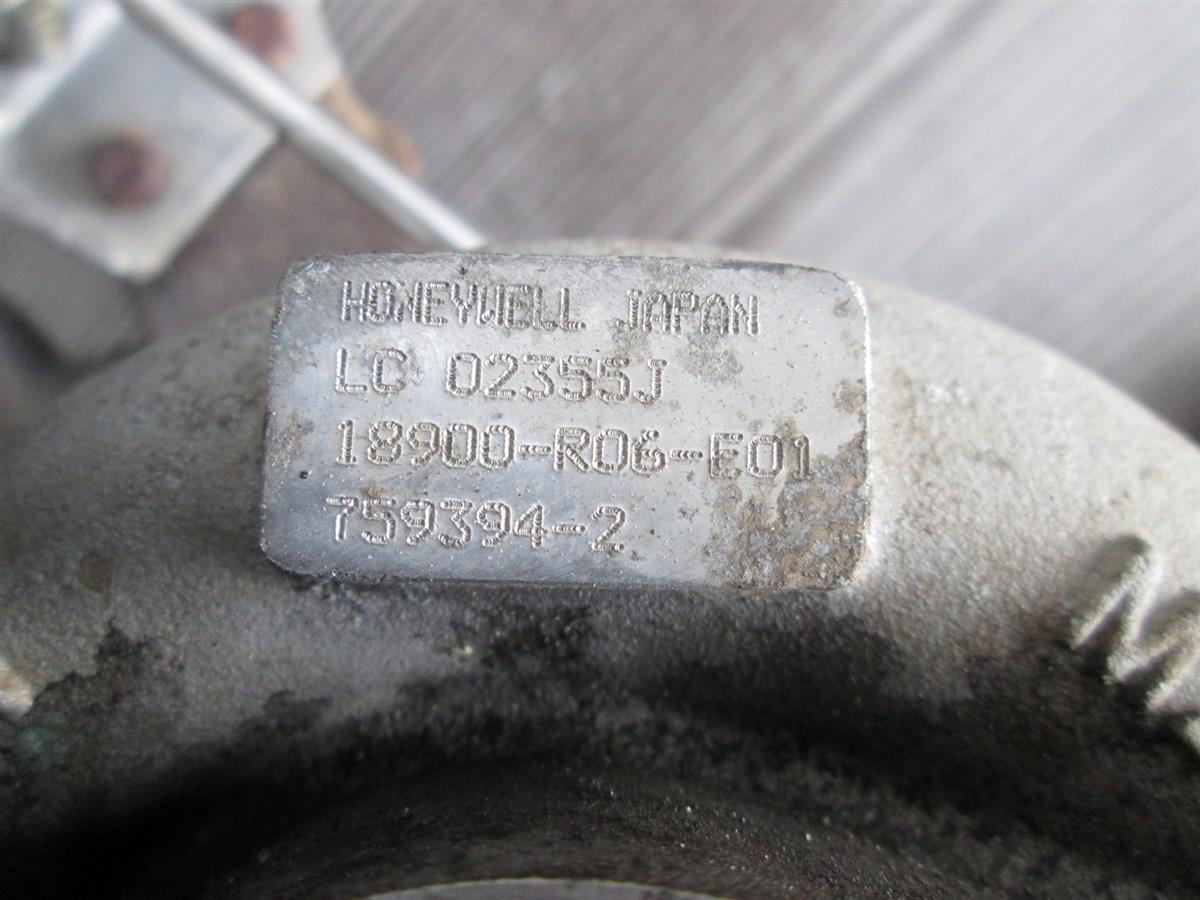 HONEYWELL JAPAN
LC 02355J
18900-R06-E01
759394-2